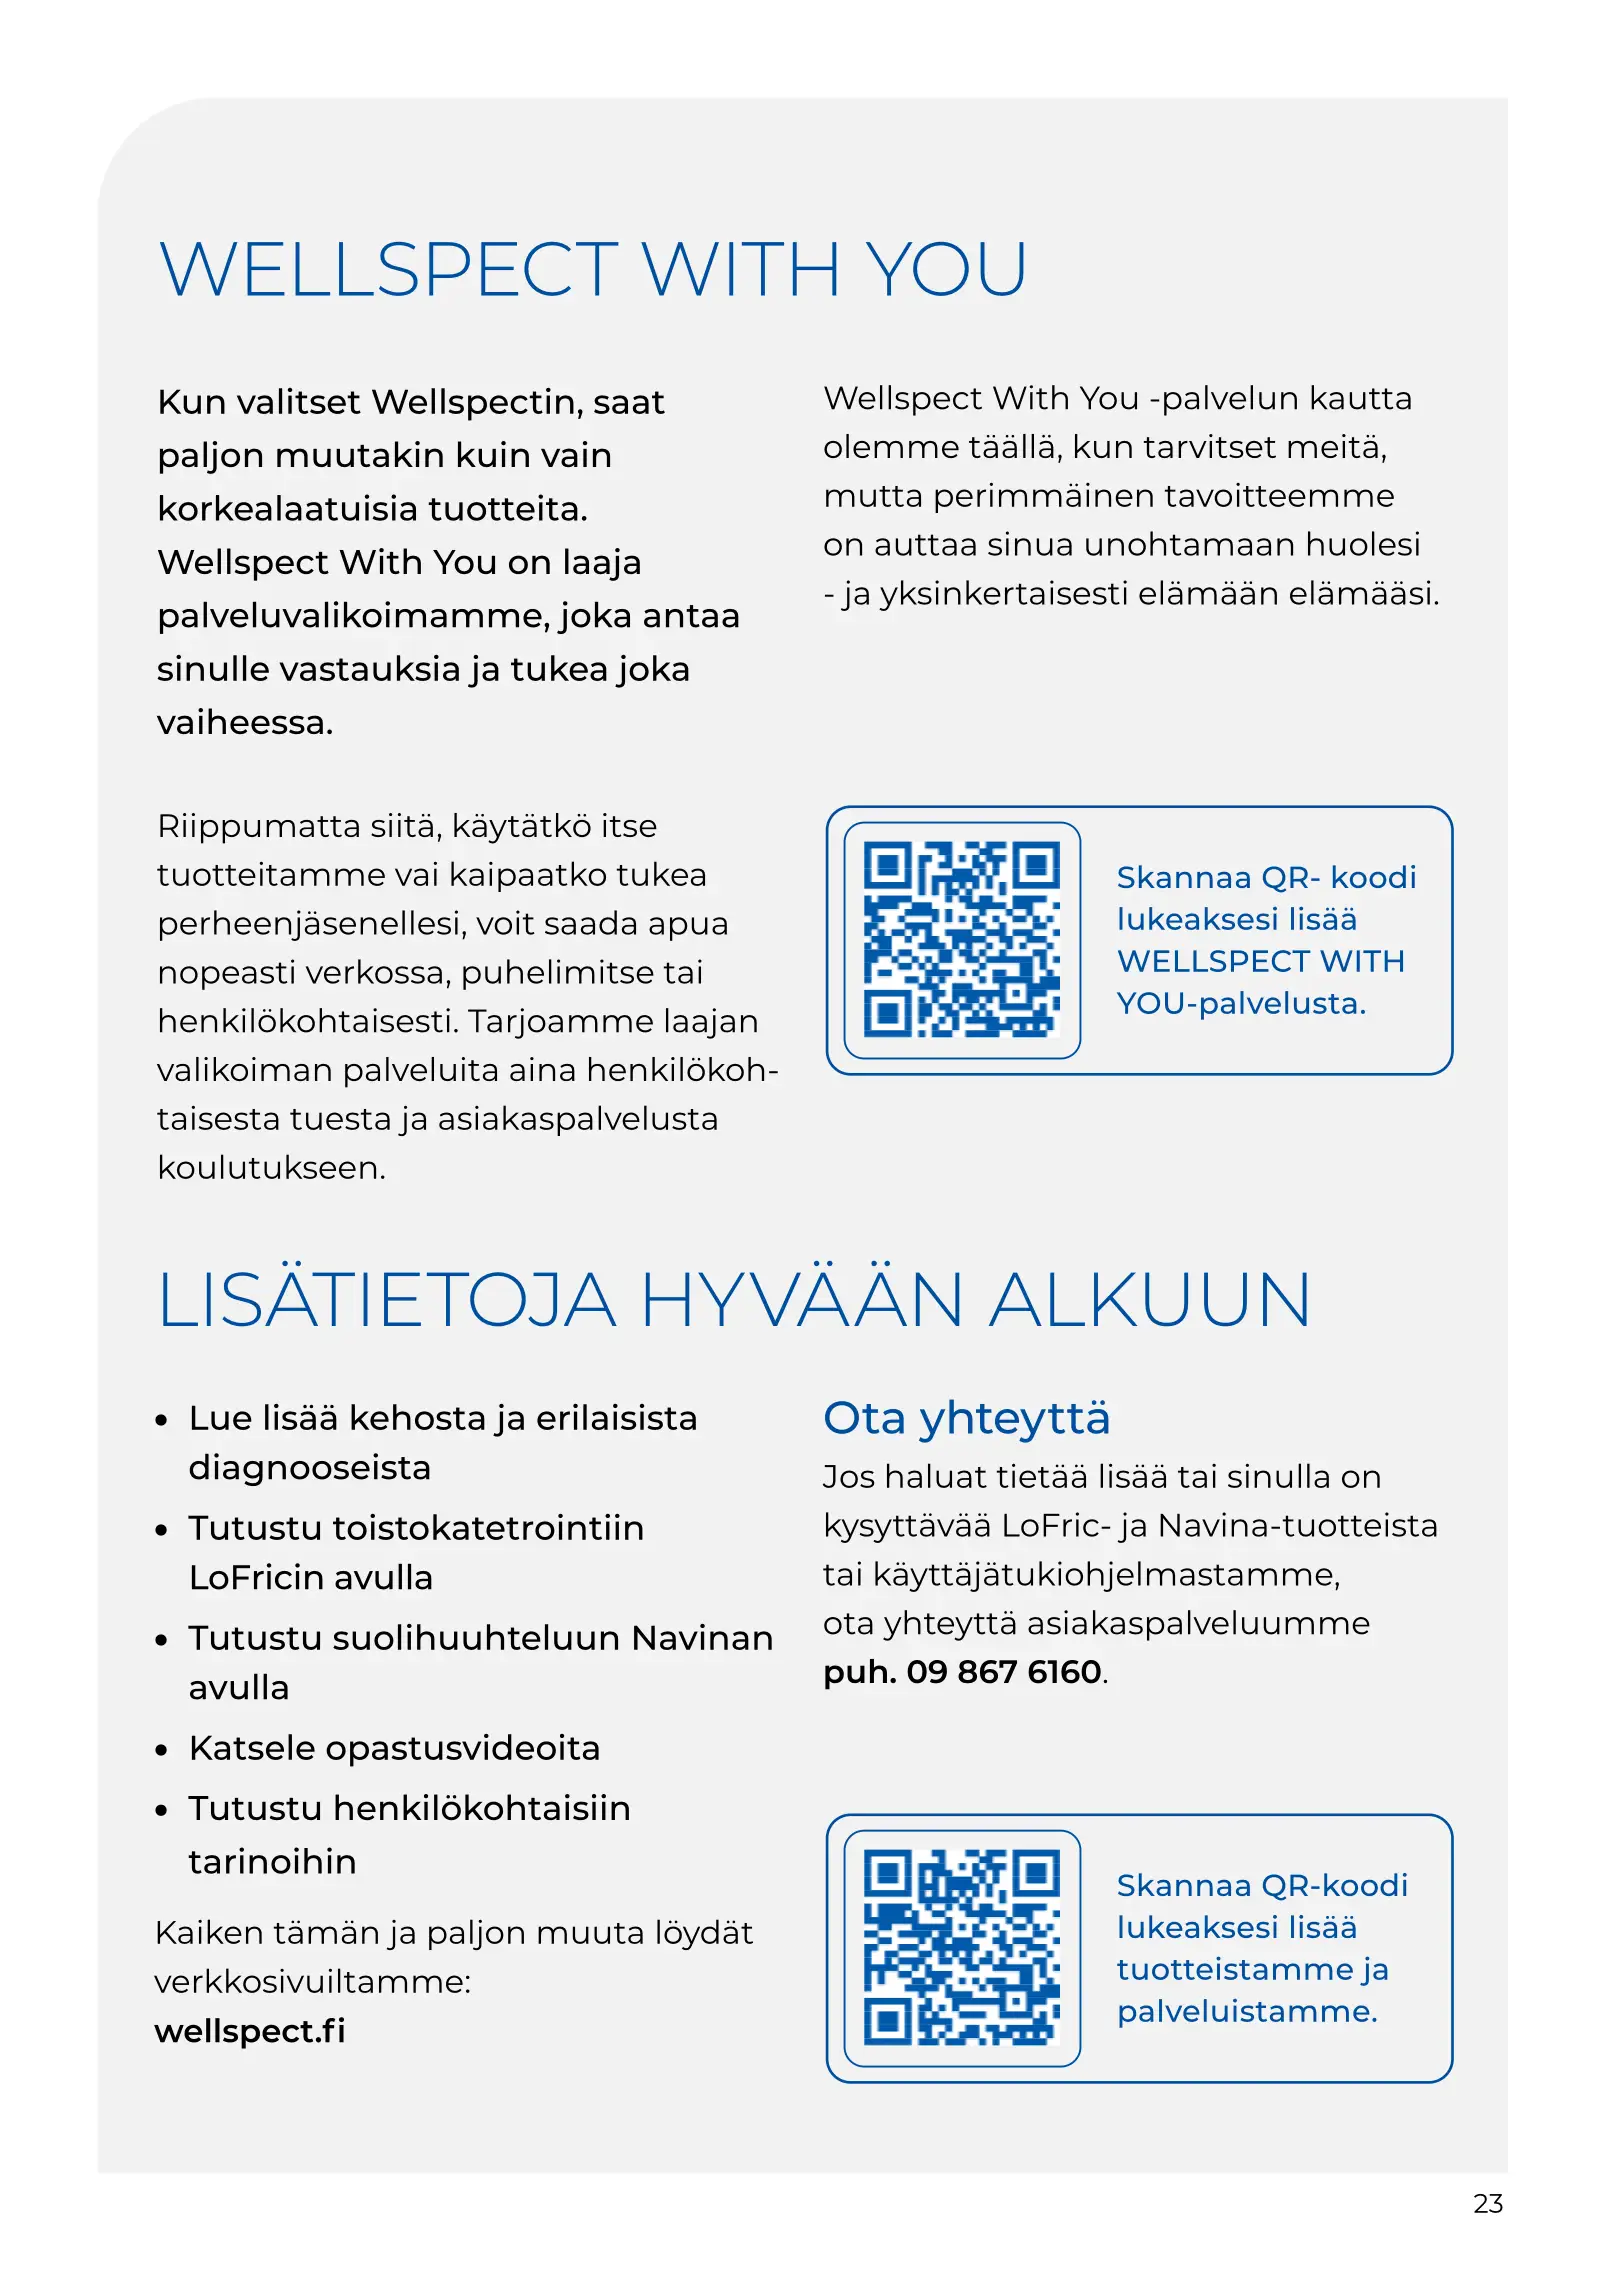 WELLSPECT WITH YOU
Kun valitset Wellspectin, saat
paljon muutakin kuin vain
korkealaatuisia tuotteita.
Wellspect With You on laaja
palveluvalikoimamme, joka antaa
sinulle vastauksia ja tukea joka
vaiheessa.
Riippumatta siitä, käytätkö itse
tuotteitamme vai kaipaatko tukea
perheenjäsenellesi, voit saada apua
nopeasti verkossa, puhelimitse tai
henkilökohtaisesti. Tarjoamme laajan
valikoiman palveluita aina henkilökoh-
taisesta tuesta ja asiakaspalvelusta
koulutukseen.
Wellspect With You -palvelun kautta
olemme täällä, kun tarvitset meitä,
mutta perimmäinen tavoitteemme
on auttaa sinua unohtamaan huolesi
- ja yksinkertaisesti elämään elämääsi.
Skannaa QR- koodi
lukeaksesi lisää
WELLSPECT WITH
YOU-palvelusta.
LISÄTIETOJA HYVÄÄN ALKUUN
• Lue lisää kehosta ja erilaisista
diagnooseista
• Tutustu toistokatetrointiin
LoFricin avulla
• Tutustu suolihuuhteluun Navinan
avulla
• Katsele opastusvideoita
• Tutustu henkilökohtaisiin
tarinoihin
Kaiken tämän ja paljon muuta löydät
verkkosivuiltamme:
wellspect.fi
Ota yhteyttä
Jos haluat tietää lisää tai sinulla on
kysyttävää LoFric- ja Navina-tuotteista
tai käyttäjätukiohjelmastamme,
ota yhteyttä asiakaspalveluumme
puh. 09 867 6160.
Skannaa QR-koodi
lukeaksesi lisää
tuotteistamme ja
palveluistamme.
23